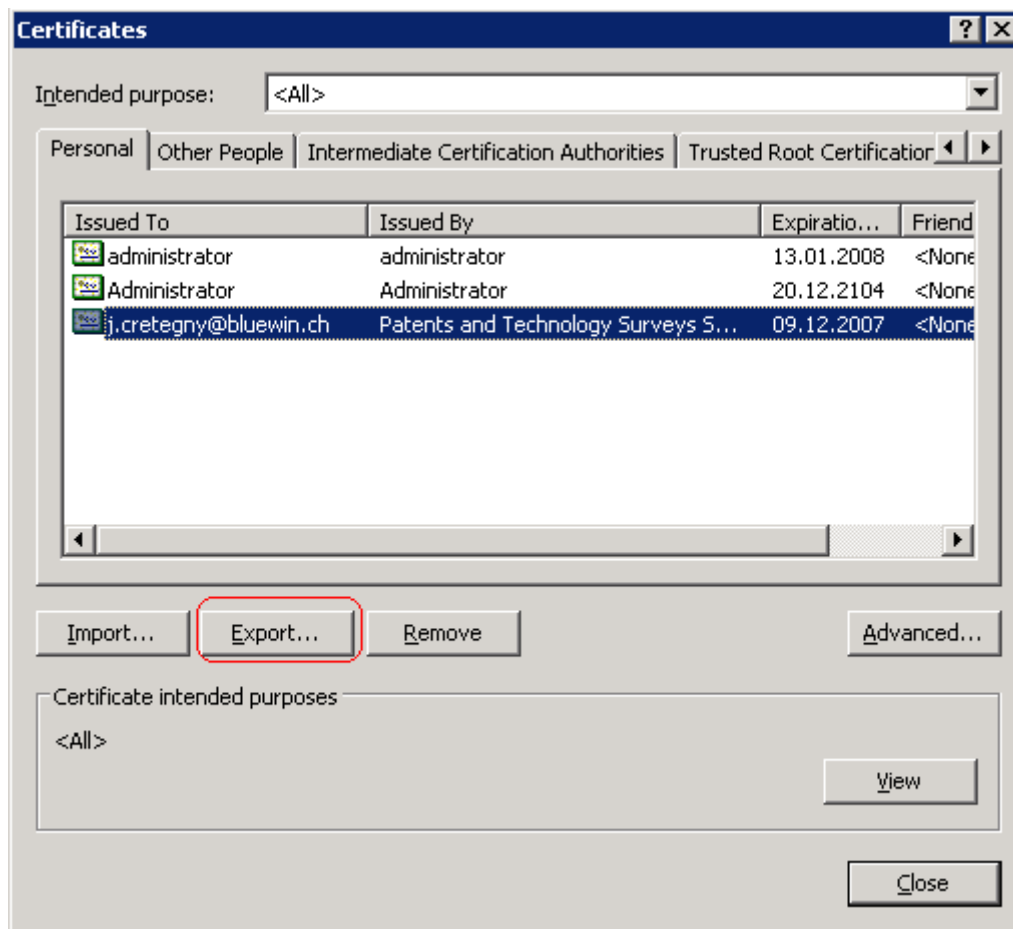 Certificates
Intended purpose: <All>
Personal Other People Intermediate Certification Authorities Trusted Root Certification
Issued To Issued By Expiratio... Friend
administrator administrator 13.01.2008 <None
Administrator Administrator 20.12.2104 <None
j.cretegny@bluewin.ch Patents and Technology Surveys S... 09.12.2007 <None
Import... Export... Remove Advanced...
Certificate intended purposes
<All>
View
Close